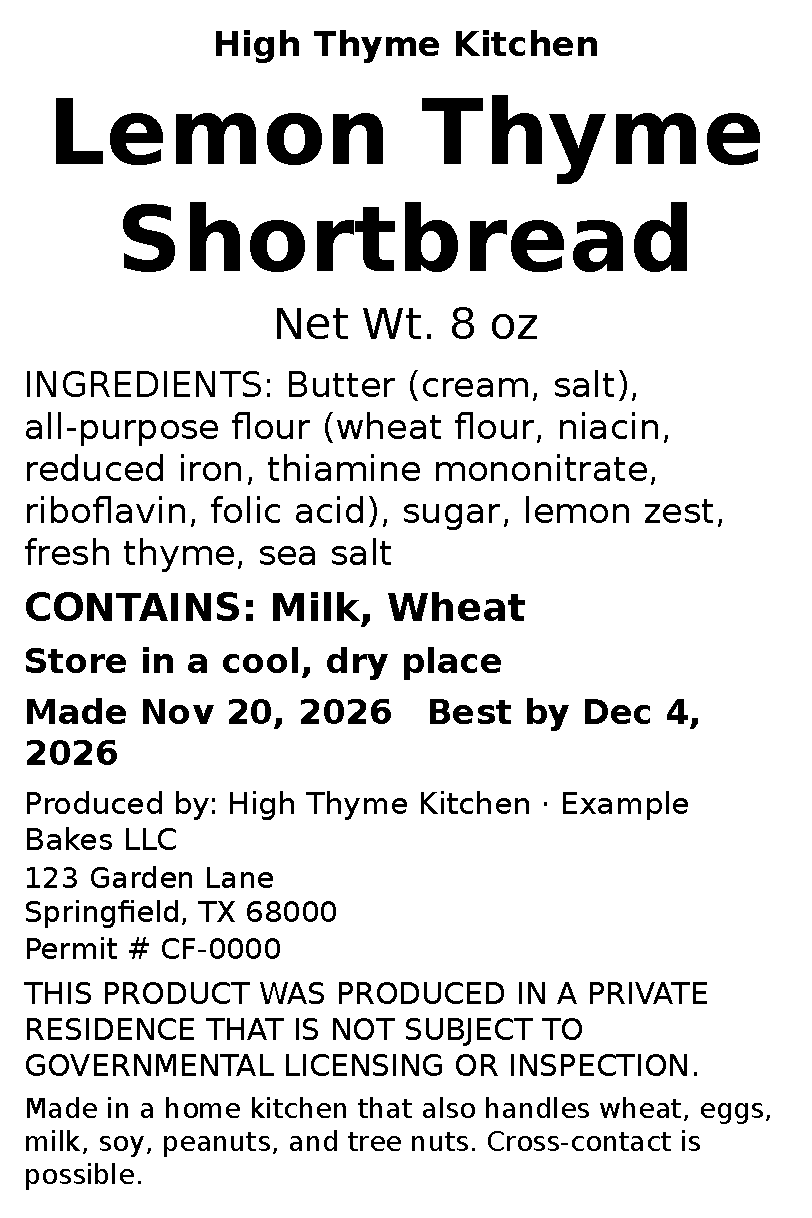 High Thyme Kitchen
Lemon Thyme
Shortbread
Net Wt. 8 oz
INGREDIENTS: Butter (cream, salt),
all-purpose flour (wheat flour, niacin,
reduced iron, thiamine mononitrate,
riboflavin, folic acid), sugar, lemon zest,
fresh thyme, sea salt
CONTAINS: Milk, Wheat
Store in a cool, dry place
Made Nov 20, 2026   Best by Dec 4,
2026
Produced by: High Thyme Kitchen · Example
Bakes LLC
123 Garden Lane
Springfield, TX 68000
Permit # CF-0000
THIS PRODUCT WAS PRODUCED IN A PRIVATE
RESIDENCE THAT IS NOT SUBJECT TO
GOVERNMENTAL LICENSING OR INSPECTION.
Made in a home kitchen that also handles wheat, eggs,
milk, soy, peanuts, and tree nuts. Cross-contact is
possible.